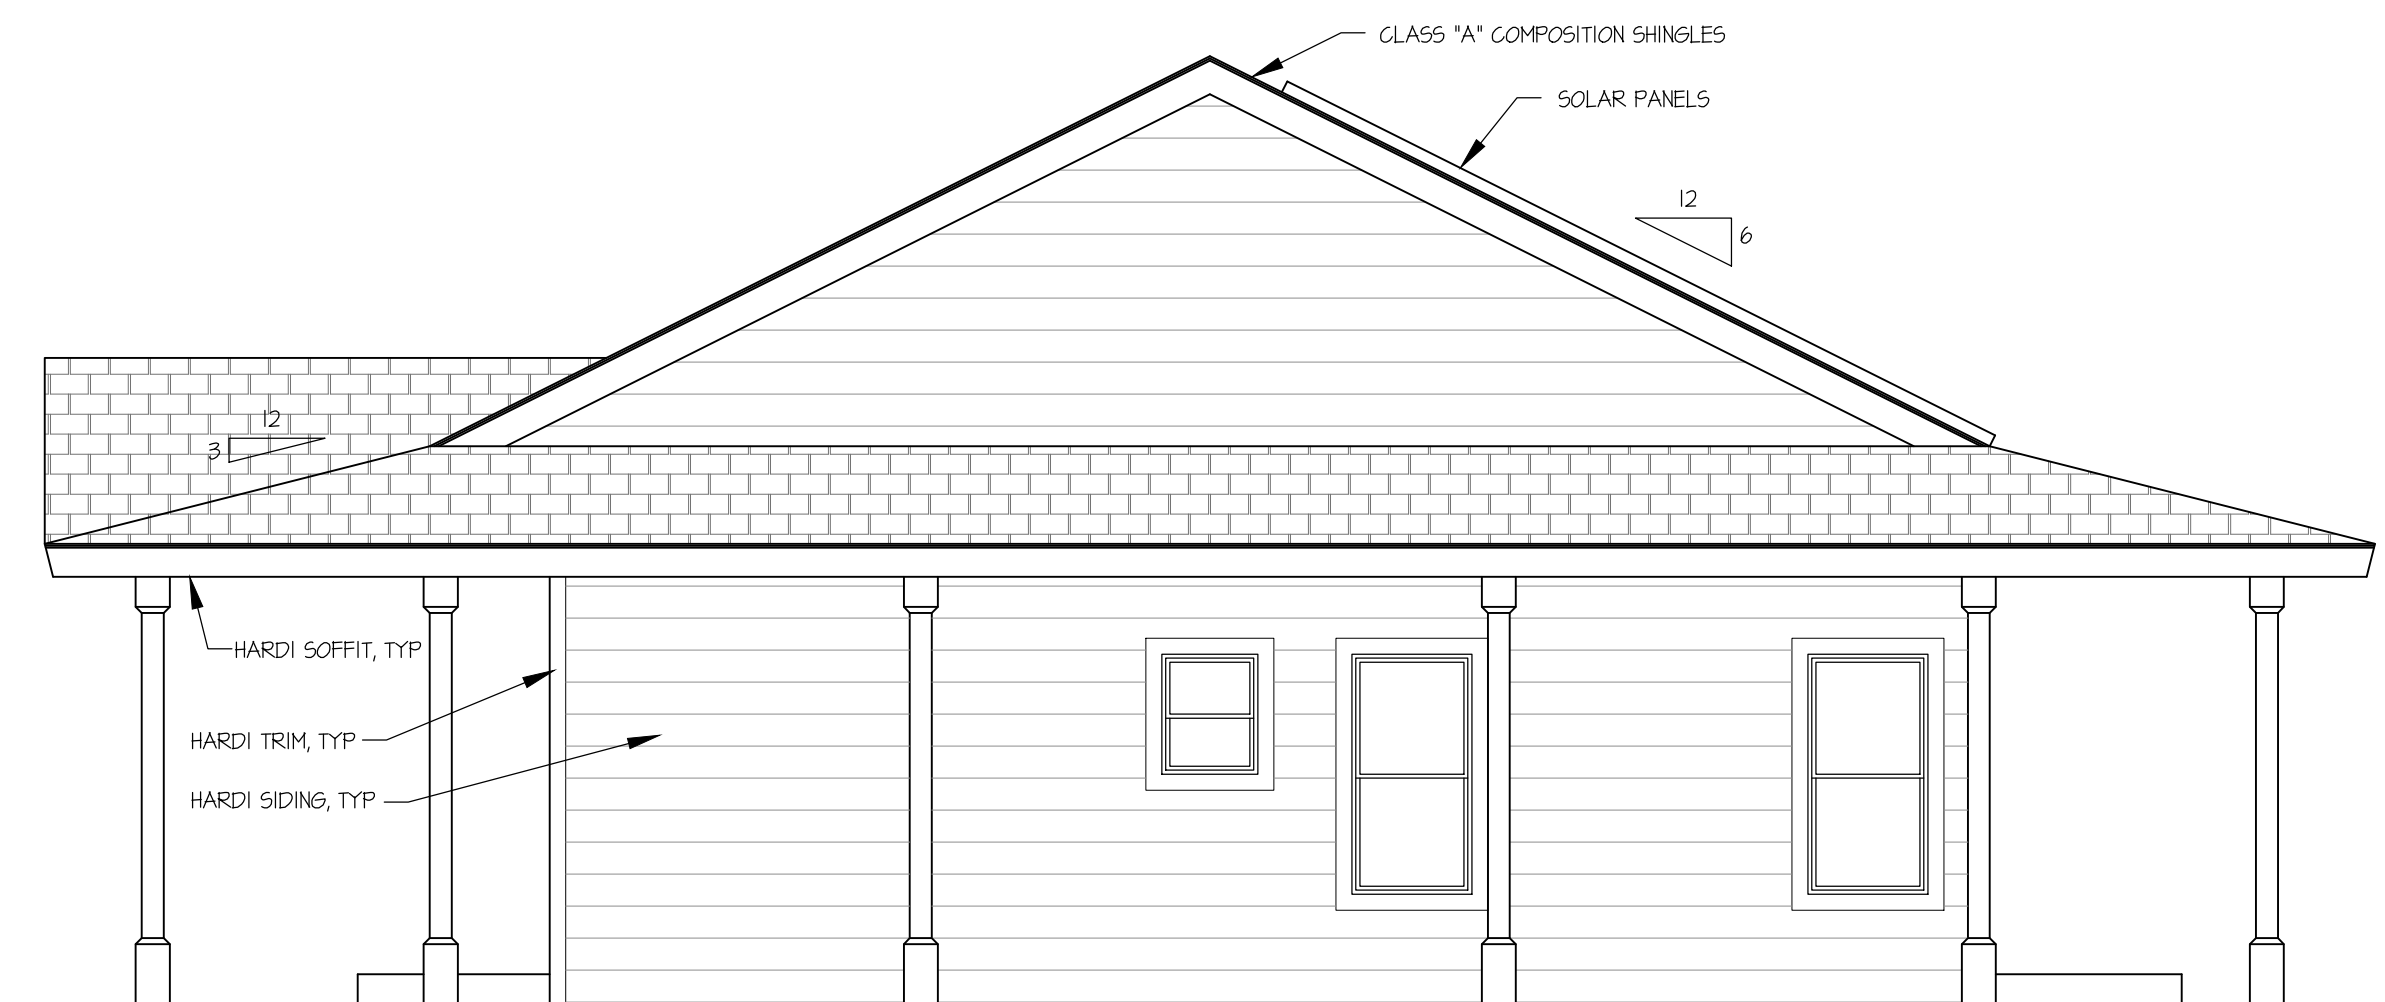 CLASS "A" COMPOSITION SHINGLES
SOLAR PANELS
12
6
12
3
HARDI SOFFIT, TYP
HARDI TRIM, TYP
HARDI SIDING, TYP